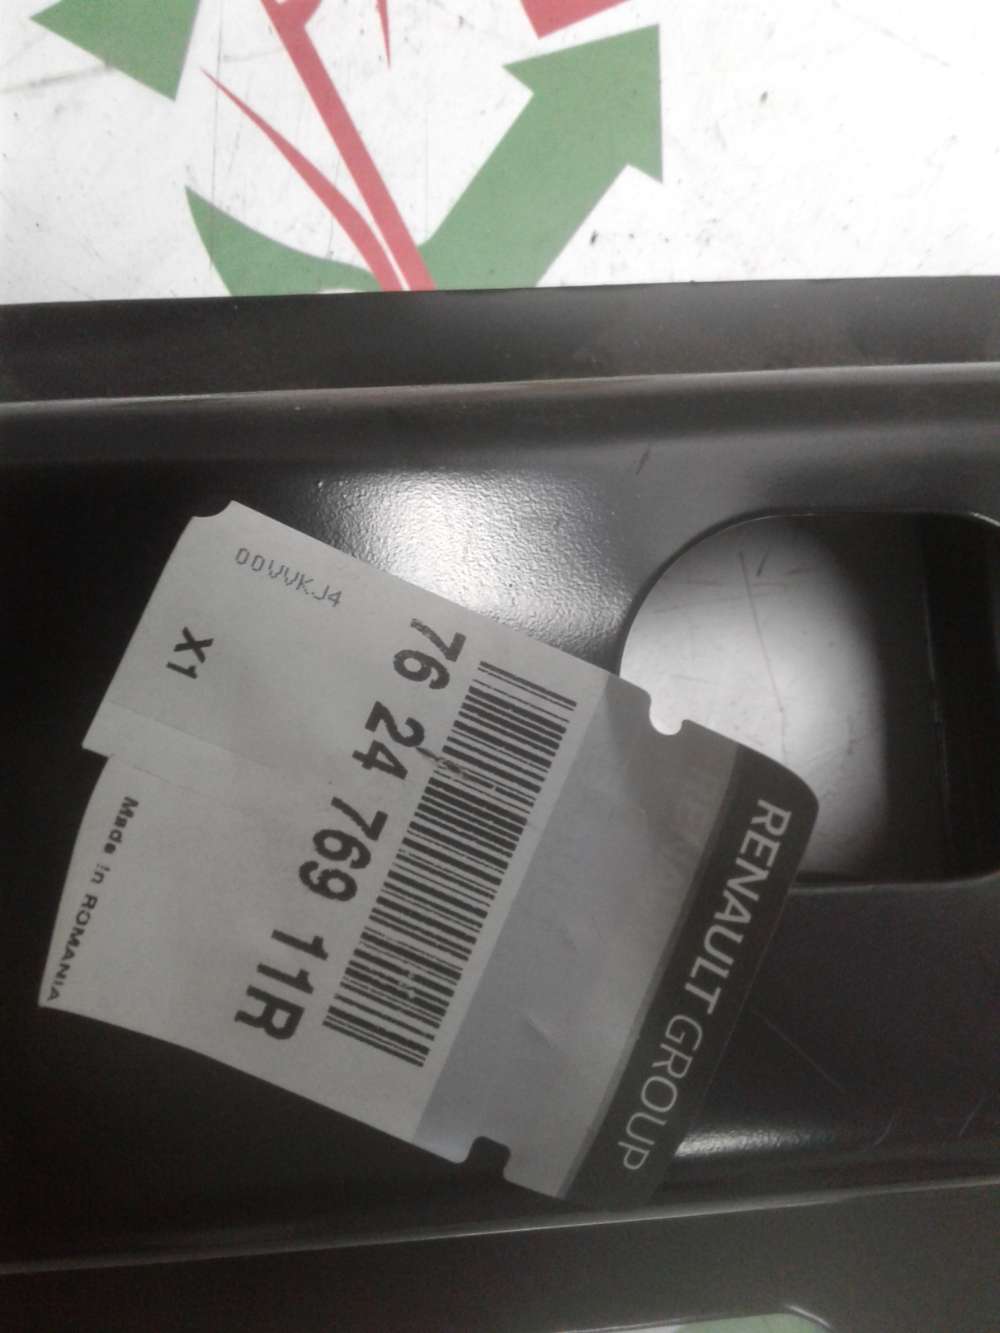 RENAULT GROUP
76 24 769 11R
00VVKJ4
X1
Made in ROMANIA